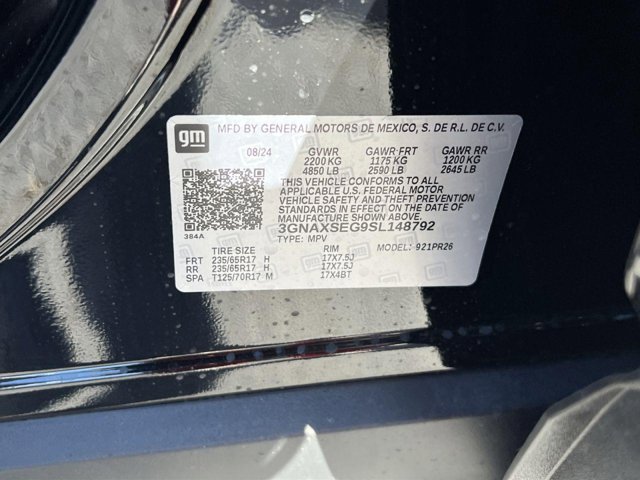 gm
MFD BY GENERAL MOTORS DE MEXICO, S. DE R.L. DE C.V.
08/24 GVWR GAWR FRT GAWR RR
2200 KG 1175 KG 1200 KG
4850 LB 2590 LB 2645 LB
THIS VEHICLE CONFORMS TO ALL
APPLICABLE U.S. FEDERAL MOTOR
VEHICLE SAFETY AND THEFT PREVENTION
STANDARDS IN EFFECT ON THE DATE OF
MANUFACTURE SHOWN ABOVE.
384A
3GNAXSEG9SL148792
TYPE: MPV MODEL: 921PR26
TIRE SIZE RIM
FRT 235/65R17 H 17X7.5J
RR 235/65R17 H 17X7.5J
SPA T125/70R17 M 17X4BT